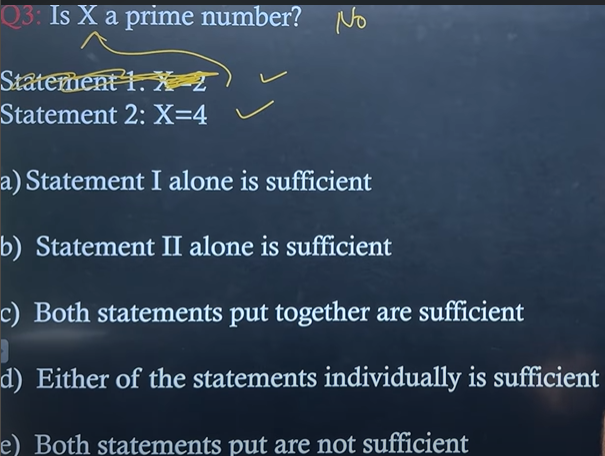 Q3: Is X a prime number? No
Statement 1: X=2
Statement 2: X=4
a) Statement I alone is sufficient
b) Statement II alone is sufficient
c) Both statements put together are sufficient
d) Either of the statements individually is sufficient
e) Both statements put are not sufficient